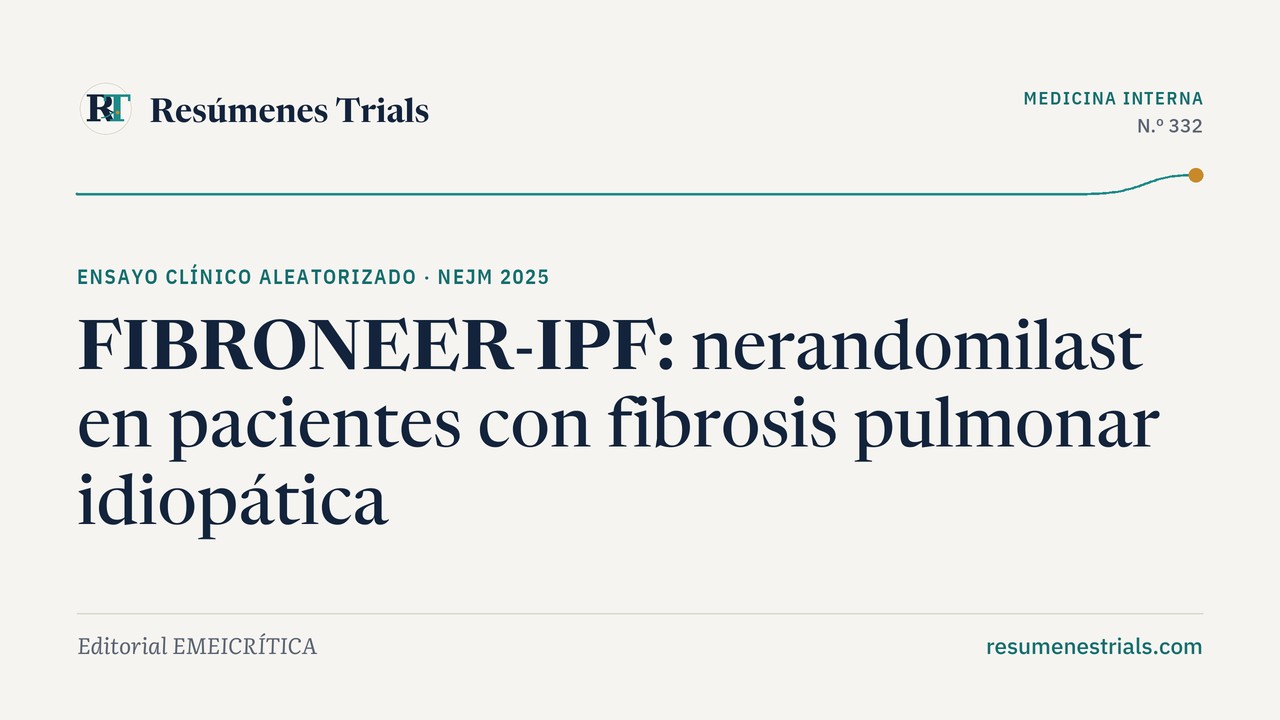 RT Resúmenes Trials
MEDICINA INTERNA
N.º 332
ENSAYO CLÍNICO ALEATORIZADO · NEJM 2025
FIBRONEER-IPF: nerandomilast
en pacientes con fibrosis pulmonar
idiopática
Editorial EMEICRÍTICA
resumenestrials.com